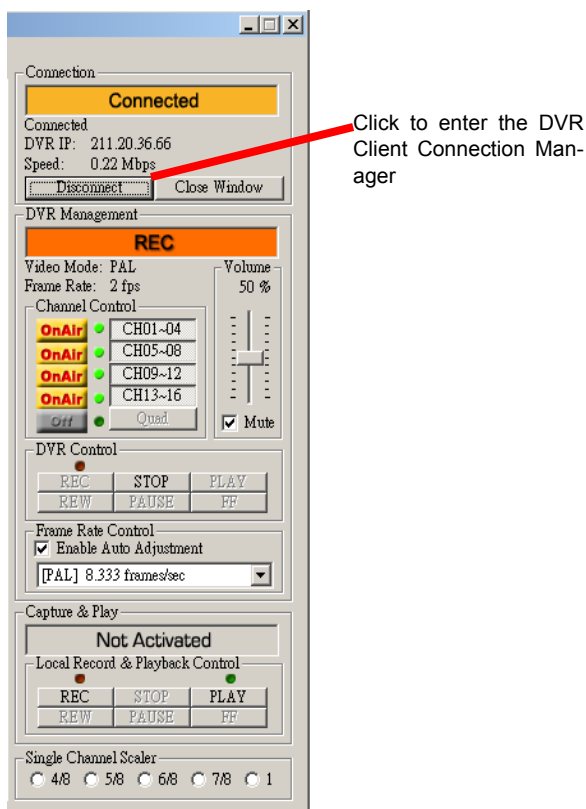 Connection
Connected
Connected
DVR IP: 211.20.36.66
Speed: 0.22 Mbps
Disconnect Close Window
Click to enter the DVR
Client Connection Man-
ager
DVR Management
REC
Video Mode: PAL
Frame Rate: 2 fps
Channel Control
OnAir CH01~04
OnAir CH05~08
OnAir CH09~12
OnAir CH13~16
Off Quad
Volume
50 %
Mute
DVR Control
REC STOP PLAY
REW PAUSE FF
Frame Rate Control
Enable Auto Adjustment
[PAL] 8.333 frames/sec
Capture & Play
Not Activated
Local Record & Playback Control
REC STOP PLAY
REW PAUSE FF
Single Channel Scaler
4/8 5/8 6/8 7/8 1